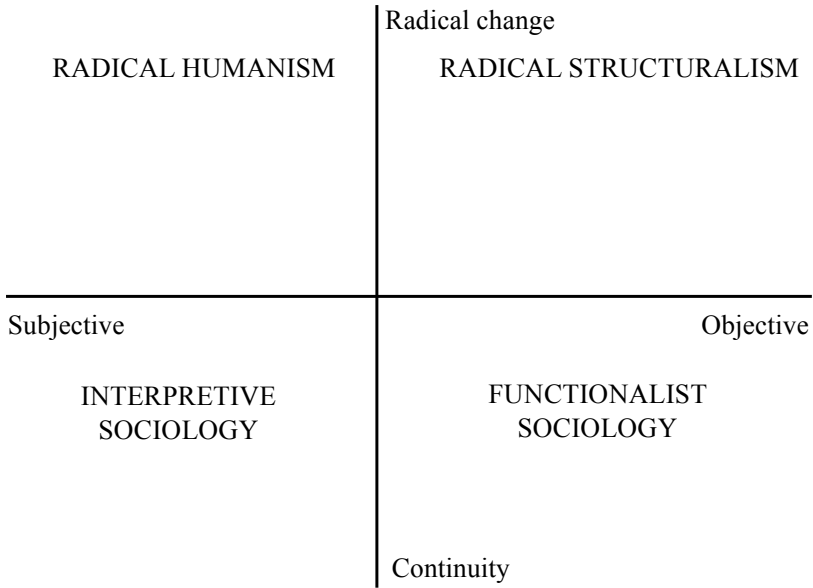 Radical change
RADICAL HUMANISM
RADICAL STRUCTURALISM
Subjective
Objective
INTERPRETIVE
SOCIOLOGY
FUNCTIONALIST
SOCIOLOGY
Continuity